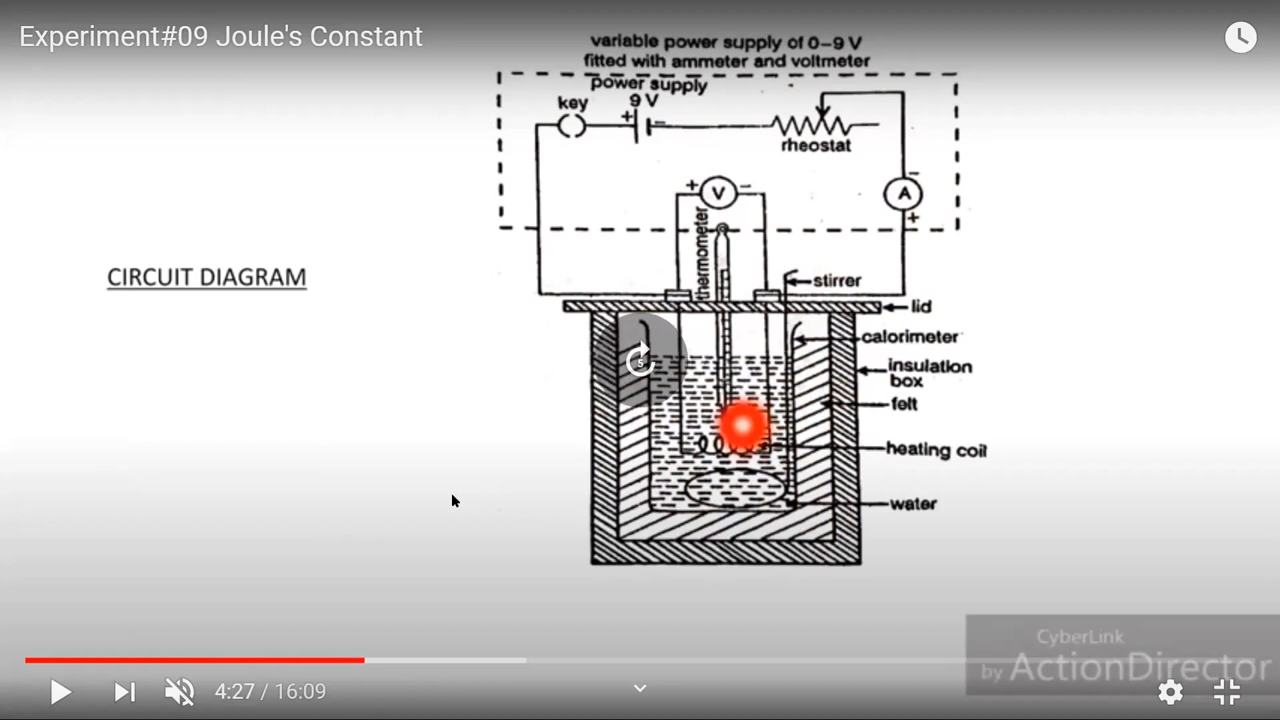 Experiment#09 Joule's Constant
variable power supply of 0–9 V
fitted with ammeter and voltmeter
power supply
key
9 V
+
–
rheostat
+
V
–
–
A
+
thermometer
stirrer
lid
calorimeter
insulation
box
felt
heating coil
water
CIRCUIT DIAGRAM
5
CyberLink
by ActionDirector
4:27 / 16:09